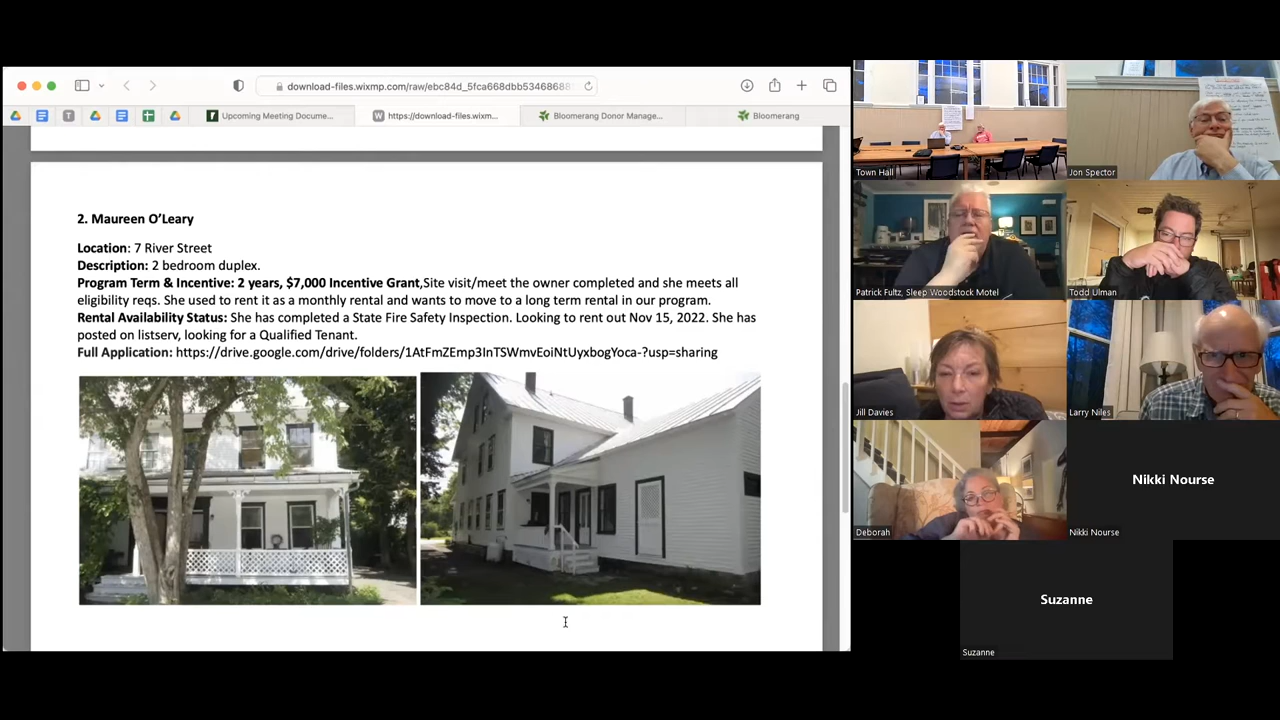 download-files.wixmp.com/raw/ebc84d_5fca668dbb5346868
Upcoming Meeting Docume...
https://download-files.wixm...
Bloomerang Donor Manage...
Bloomerang
2. Maureen O'Leary
Location: 7 River Street
Description: 2 bedroom duplex.
Program Term & Incentive: 2 years, $7,000 Incentive Grant,Site visit/meet the owner completed and she meets all
eligibility reqs. She used to rent it as a monthly rental and wants to move to a long term rental in our program.
Rental Availability Status: She has completed a State Fire Safety Inspection. Looking to rent out Nov 15, 2022. She has
posted on listserv, looking for a Qualified Tenant.
Full Application: https://drive.google.com/drive/folders/1AtFmZEmp3InTSWmvEoiNtUyxbogYoca-?usp=sharing
Town Hall
Jon Spector
Patrick Fultz, Sleep Woodstock Motel
Todd Ulman
Jill Davies
Larry Niles
Deborah
Nikki Nourse
Nikki Nourse
Suzanne
Suzanne